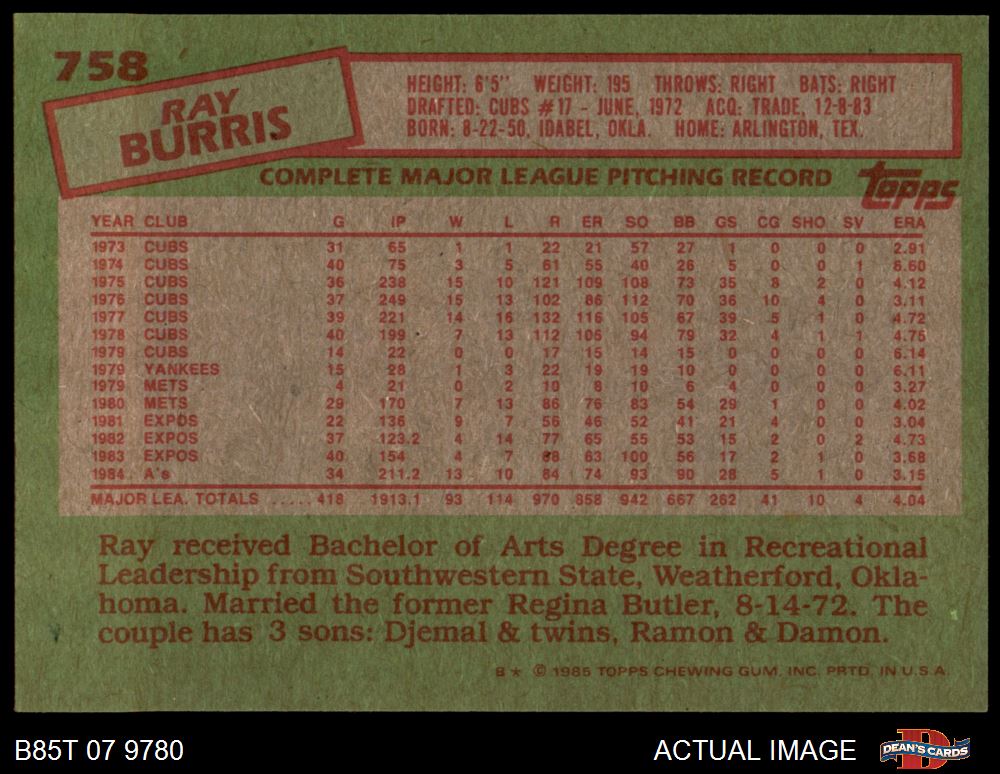 758
RAY
BURRIS
HEIGHT: 6'5" WEIGHT: 195 THROWS: RIGHT BATS: RIGHT
DRAFTED: CUBS #17 - JUNE, 1972 ACQ: TRADE, 12-8-83
BORN: 8-22-50, IDABEL, OKLA. HOME: ARLINGTON, TEX.
COMPLETE MAJOR LEAGUE PITCHING RECORD
topps
YEAR CLUB G IP W L R ER SO BB GS CG SHO SV ERA
1973 CUBS 31 65 1 1 22 21 57 27 1 0 0 0 2.91
1974 CUBS 40 75 3 5 61 55 40 26 5 0 0 1 6.60
1975 CUBS 36 238 15 10 121 109 108 73 35 8 2 0 4.12
1976 CUBS 37 249 15 13 102 86 112 70 36 10 4 0 3.11
1977 CUBS 39 221 14 16 132 116 105 67 39 5 1 0 4.72
1978 CUBS 40 199 7 13 112 105 94 79 32 4 1 1 4.75
1979 CUBS 14 22 0 0 17 15 14 15 0 0 0 0 6.14
1979 YANKEES 15 28 1 3 22 19 19 10 0 0 0 0 6.11
1979 METS 4 21 0 2 10 8 10 6 4 0 0 0 3.27
1980 METS 29 170 7 13 86 76 83 54 29 1 0 0 4.02
1981 EXPOS 22 136 9 7 56 46 52 41 21 4 0 0 3.04
1982 EXPOS 37 123.2 4 14 77 65 55 53 15 2 0 2 4.73
1983 EXPOS 40 154 4 7 68 63 100 56 17 2 1 0 3.68
1984 A's 34 211.2 13 10 84 74 93 90 28 5 1 0 3.15
MAJOR LEA. TOTALS ..... 418 1913.1 93 114 970 858 942 667 262 41 10 4 4.04
Ray received Bachelor of Arts Degree in Recreational
Leadership from Southwestern State, Weatherford, Okla-
homa. Married the former Regina Butler, 8-14-72. The
couple has 3 sons: Djemal & twins, Ramon & Damon.
B* © 1985 TOPPS CHEWING GUM, INC. PRTD. IN U.S.A.
B85T 07 9780
ACTUAL IMAGE
DEAN'S CARDS